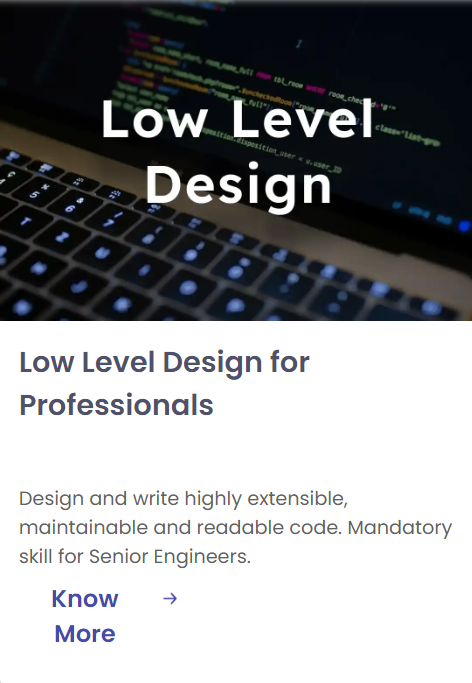 Low Level
Design
Low Level Design for
Professionals
Design and write highly extensible,
maintainable and readable code. Mandatory
skill for Senior Engineers.
Know
More
→